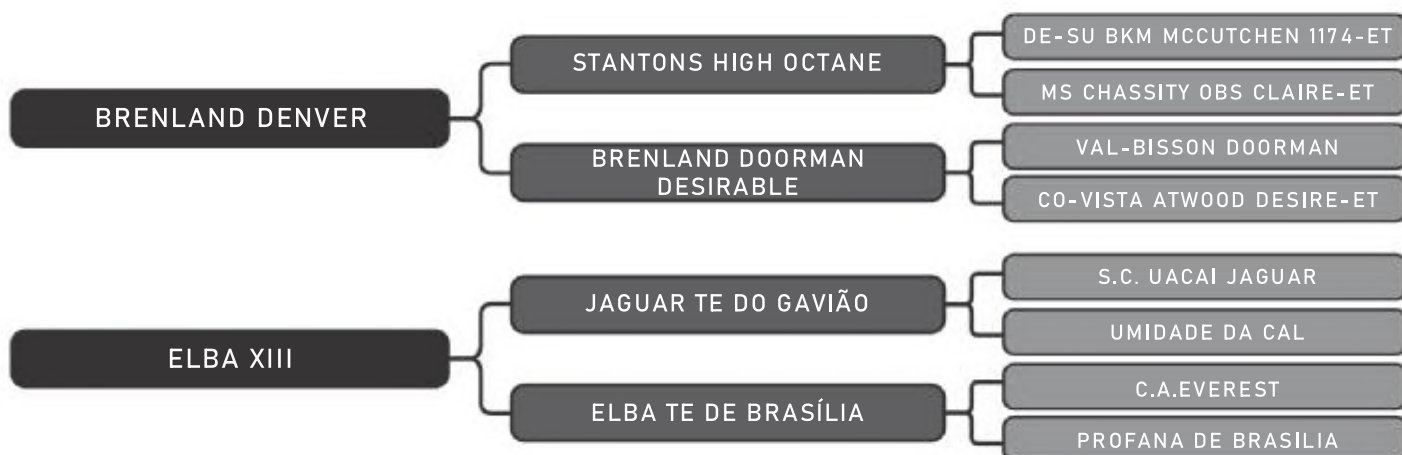 BRENLAND DENVER
STANTONS HIGH OCTANE
DE-SU BKM MCCUTCHEN 1174-ET
MS CHASSITY OBS CLAIRE-ET
BRENLAND DOORMAN
DESIRABLE
VAL-BISSON DOORMAN
CO-VISTA ATWOOD DESIRE-ET
ELBA XIII
JAGUAR TE DO GAVIÃO
S.C. UACAI JAGUAR
UMIDADE DA CAL
ELBA TE DE BRASÍLIA
C.A.EVEREST
PROFANA DE BRASILIA